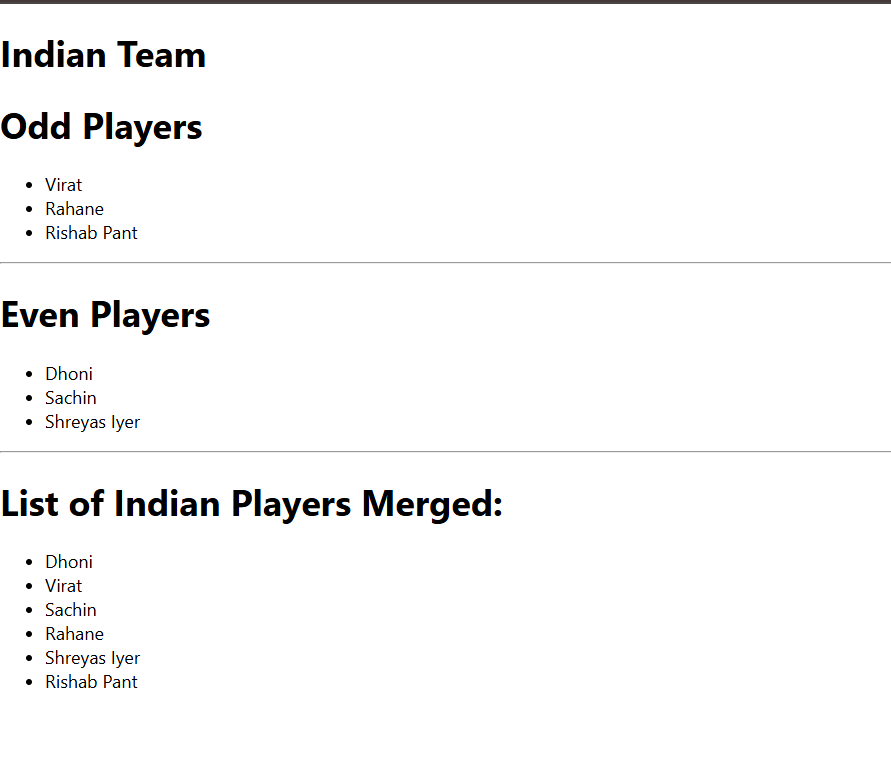 Indian Team
Odd Players
Virat
Rahane
Rishab Pant
Even Players
Dhoni
Sachin
Shreyas Iyer
List of Indian Players Merged:
Dhoni
Virat
Sachin
Rahane
Shreyas Iyer
Rishab Pant